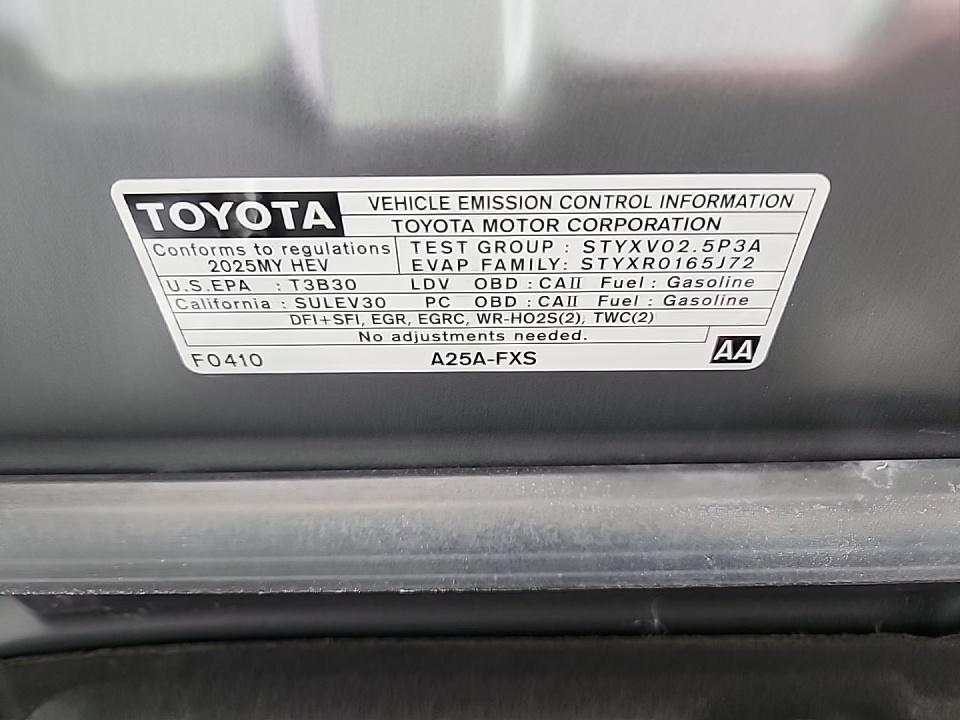 TOYOTA
VEHICLE EMISSION CONTROL INFORMATION
TOYOTA MOTOR CORPORATION
Conforms to regulations
2025MY HEV
TEST GROUP : STYXV02.5P3A
EVAP FAMILY: STYXR0165J72
U.S.EPA : T3B30 LDV OBD : CAII Fuel : Gasoline
California : SULEV30 PC OBD : CAII Fuel : Gasoline
DFI+SFI, EGR, EGRC, WR-HO2S(2), TWC(2)
No adjustments needed.
F0410 A25A-FXS AA